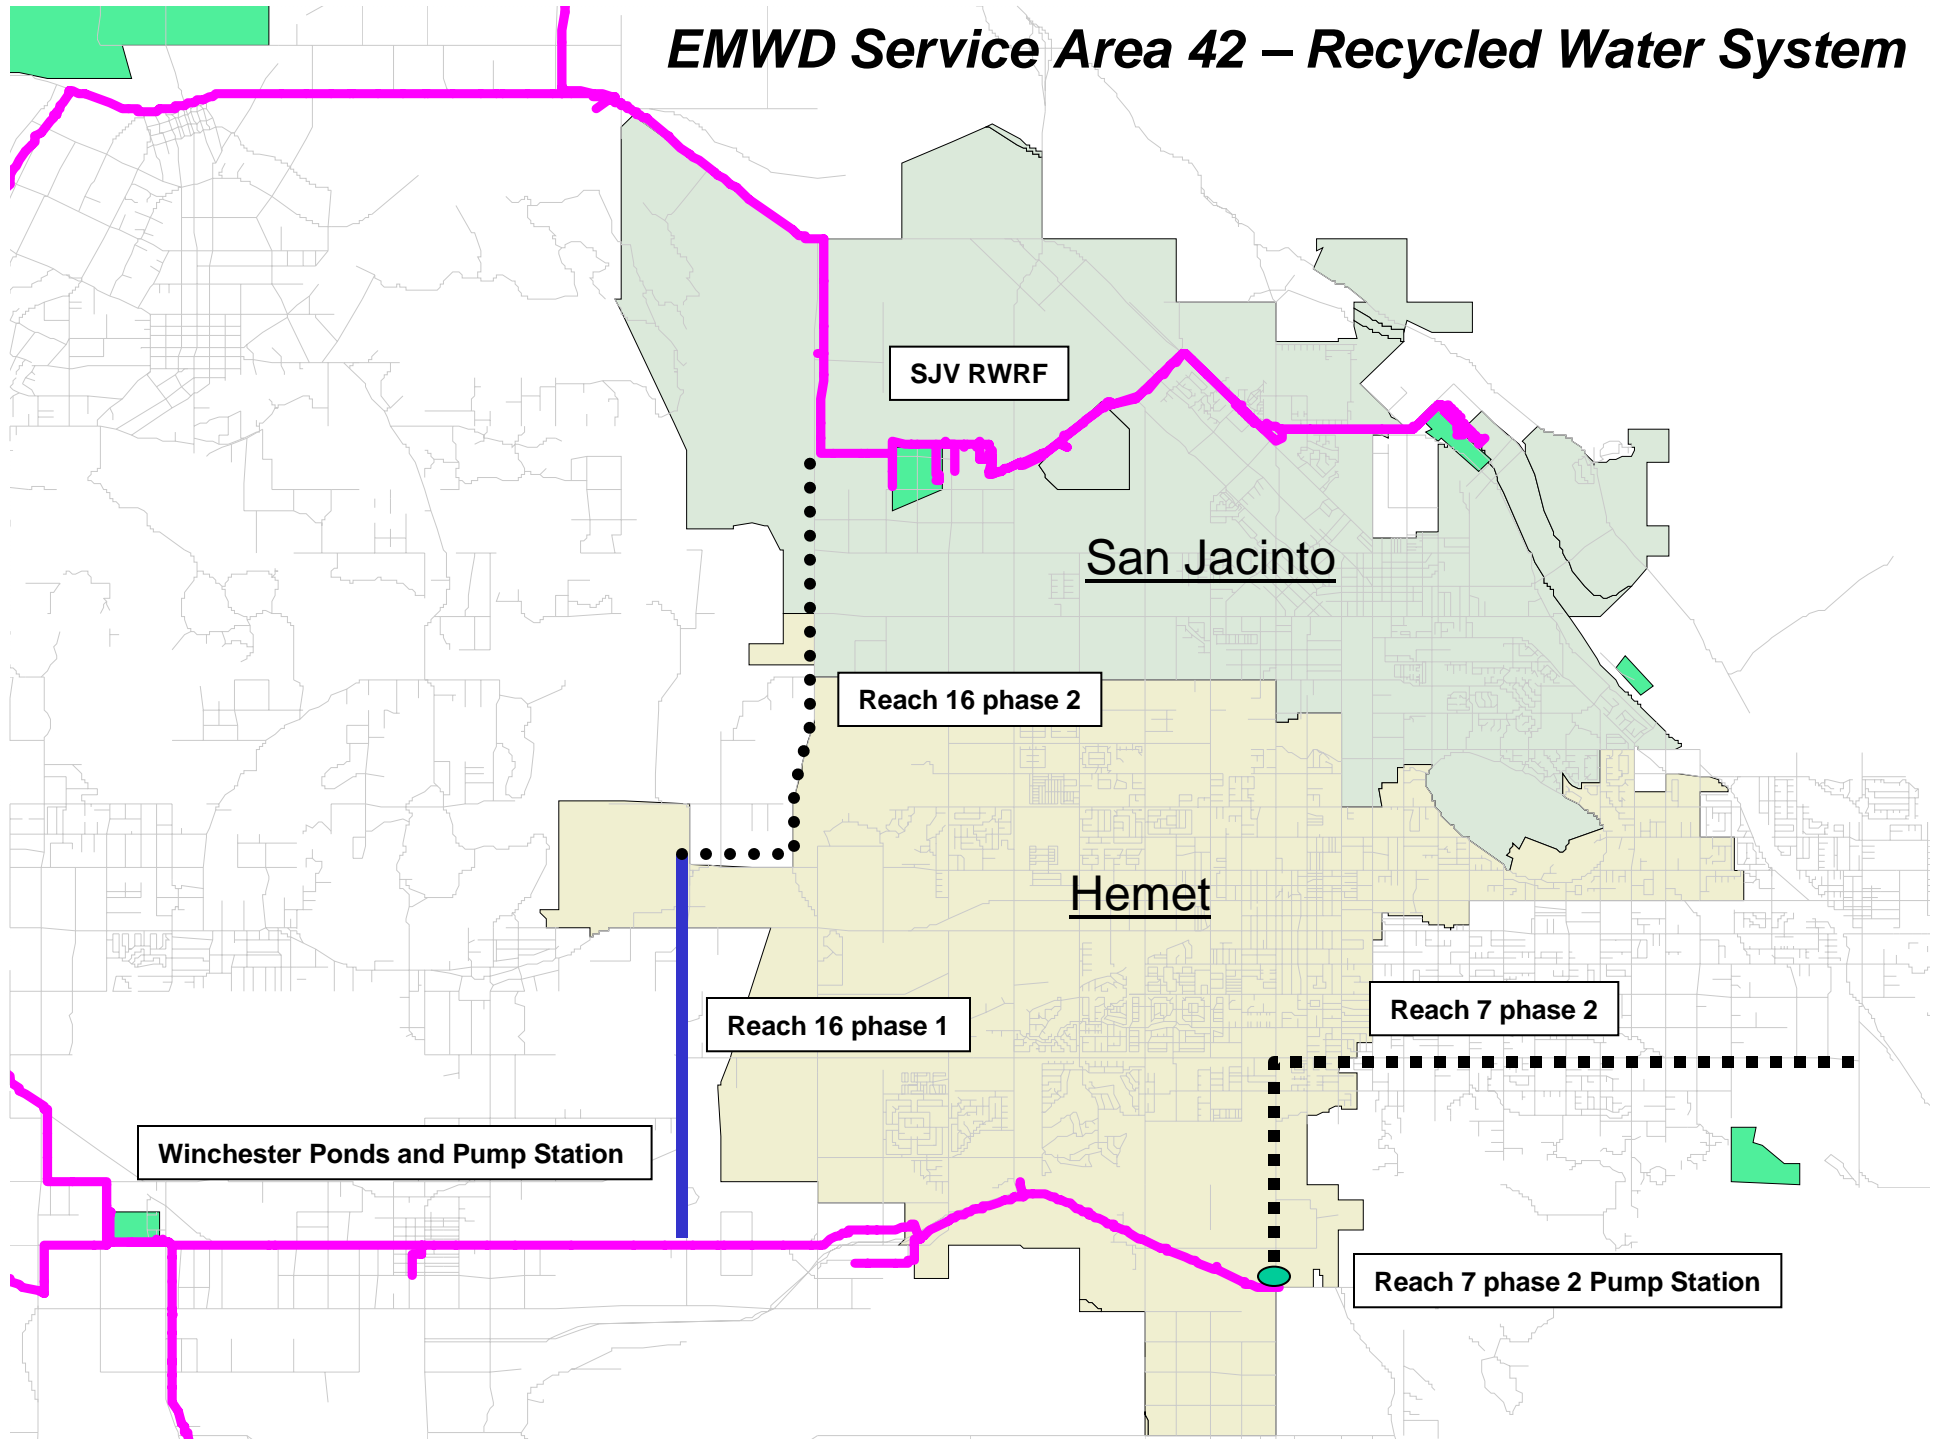 EMWD Service Area 42 – Recycled Water System
SJV RWRF
San Jacinto
Reach 16 phase 2
Hemet
Reach 7 phase 2
Reach 16 phase 1
Winchester Ponds and Pump Station
Reach 7 phase 2 Pump Station